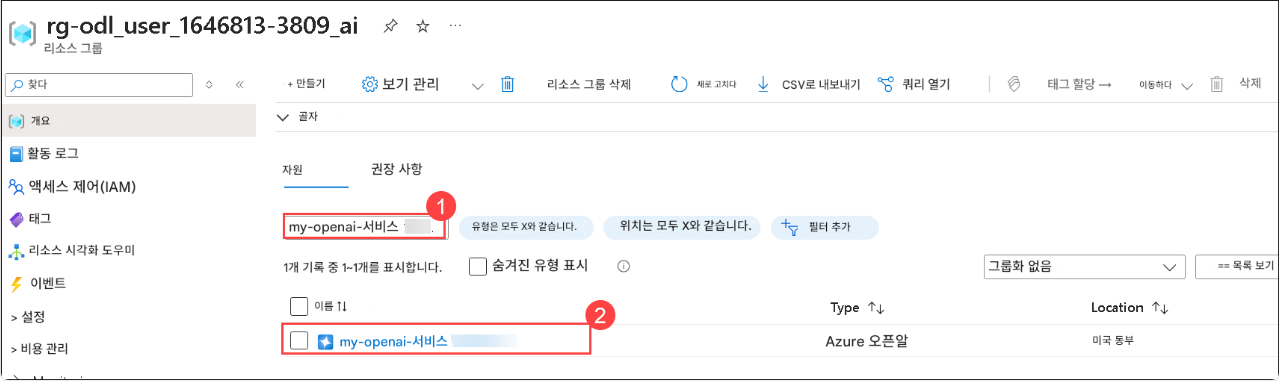 rg-odl_user_1646813-3809_ai
리소스 그룹
찾다
+ 만들기 보기 관리 리소스 그룹 삭제 새로 고치다 CSV로 내보내기 쿼리 열기 태그 할당 → 이동하다 삭제
개요
활동 로그
액세스 제어(IAM)
태그
리소스 시각화 도우미
이벤트
> 설정
> 비용 관리
골자
자원 권장 사항
1
my-openai-서비스 유형은 모두 X와 같습니다. 위치는 모두 X와 같습니다. 필터 추가
1개 기록 중 1~1개를 표시합니다. 숨겨진 유형 표시 그룹화 없음 == 목록 보기
이름 ↑↓ Type ↑↓ Location ↑↓
2
my-openai-서비스 Azure 오픈알 미국 동부